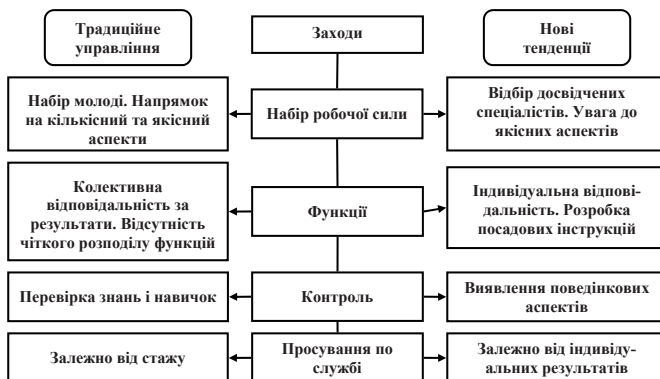 Традиційне
управління
Заходи
Нові
тенденції
Набір молоді. Напрямок
на кількісний та якісний
аспекти
Набір робочої сили
Відбір досвідчених
спеціалістів. Увага до
якісних аспектів
Колективна
відповідальність за
результати. Відсутність
чіткого розподілу функцій
Функції
Індивідуальна відпові-
дальність. Розробка
посадових інструкцій
Перевірка знань і навичок
Контроль
Виявлення поведінкових
аспектів
Залежно від стажу
Просування по
службі
Залежно від індивіду-
альних результатів